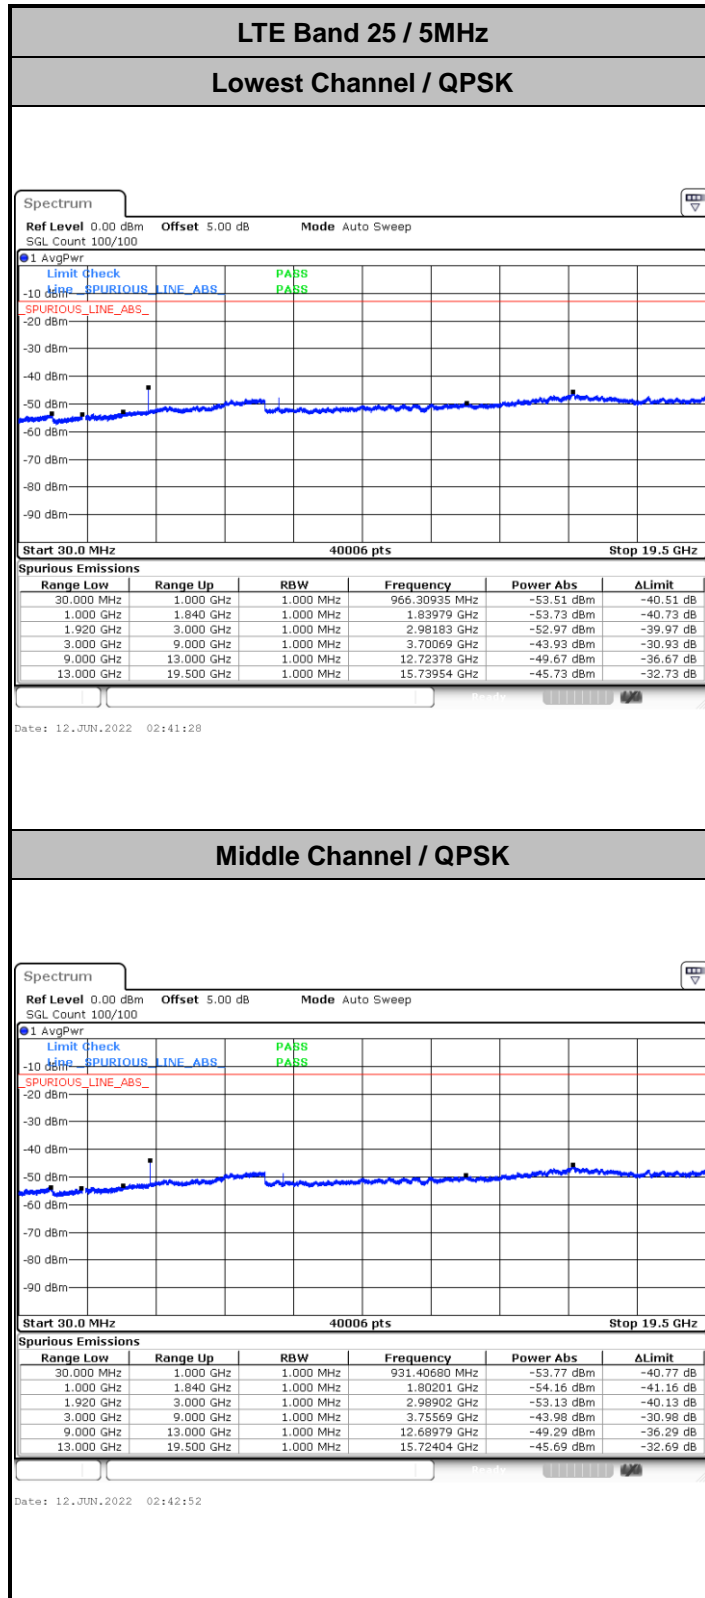 LTE Band 25 / 5MHz
Lowest Channel / QPSK
Spectrum
Ref Level 0.00 dBm Offset 5.00 dB Mode Auto Sweep
SGL Count 100/100
1 AvgPwr
Limit Check PASS
Line _SPURIOUS_LINE_ABS_ PASS
-10 dBm
_SPURIOUS_LINE_ABS_
-20 dBm
-30 dBm
-40 dBm
-50 dBm
-60 dBm
-70 dBm
-80 dBm
-90 dBm
Start 30.0 MHz 40006 pts Stop 19.5 GHz
Spurious Emissions
Range Low Range Up RBW Frequency Power Abs ΔLimit
30.000 MHz 1.000 GHz 1.000 MHz 966.30935 MHz -53.51 dBm -40.51 dB
1.000 GHz 1.840 GHz 1.000 MHz 1.83979 GHz -53.73 dBm -40.73 dB
1.920 GHz 3.000 GHz 1.000 MHz 2.98183 GHz -52.97 dBm -39.97 dB
3.000 GHz 9.000 GHz 1.000 MHz 3.70069 GHz -43.93 dBm -30.93 dB
9.000 GHz 13.000 GHz 1.000 MHz 12.72378 GHz -49.67 dBm -36.67 dB
13.000 GHz 19.500 GHz 1.000 MHz 15.73954 GHz -45.73 dBm -32.73 dB
Ready
Date: 12.JUN.2022 02:41:28
Middle Channel / QPSK
Spectrum
Ref Level 0.00 dBm Offset 5.00 dB Mode Auto Sweep
SGL Count 100/100
1 AvgPwr
Limit Check PASS
Line _SPURIOUS_LINE_ABS_ PASS
-10 dBm
_SPURIOUS_LINE_ABS_
-20 dBm
-30 dBm
-40 dBm
-50 dBm
-60 dBm
-70 dBm
-80 dBm
-90 dBm
Start 30.0 MHz 40006 pts Stop 19.5 GHz
Spurious Emissions
Range Low Range Up RBW Frequency Power Abs ΔLimit
30.000 MHz 1.000 GHz 1.000 MHz 931.40680 MHz -53.77 dBm -40.77 dB
1.000 GHz 1.840 GHz 1.000 MHz 1.80201 GHz -54.16 dBm -41.16 dB
1.920 GHz 3.000 GHz 1.000 MHz 2.98902 GHz -53.13 dBm -40.13 dB
3.000 GHz 9.000 GHz 1.000 MHz 3.75569 GHz -43.98 dBm -30.98 dB
9.000 GHz 13.000 GHz 1.000 MHz 12.68979 GHz -49.29 dBm -36.29 dB
13.000 GHz 19.500 GHz 1.000 MHz 15.72404 GHz -45.69 dBm -32.69 dB
Ready
Date: 12.JUN.2022 02:42:52